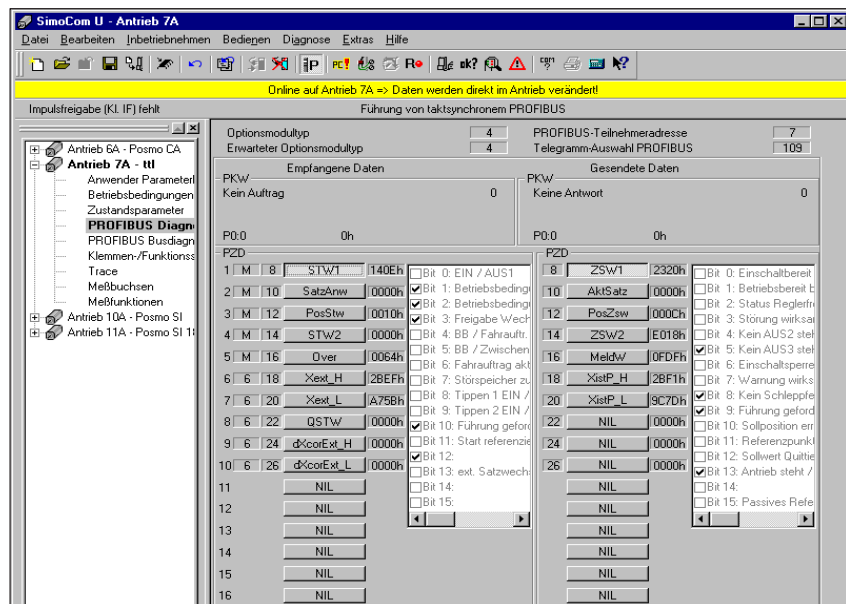 SimoCom U - Antrieb 7A
Datei Bearbeiten Inbetriebnehmen Bedienen Diagnose Extras Hilfe
Online auf Antrieb 7A => Daten werden direkt im Antrieb verändert!
Impulsfreigabe (Kl. IF) fehlt Führung von taktsynchronem PROFIBUS
Antrieb 6A - Posmo CA
Antrieb 7A - ttl
Anwender Parameterl
Betriebsbedingungen
Zustandsparameter
PROFIBUS Diagn
PROFIBUS Busdiagn
Klemmen-/Funktionss
Trace
Meßbuchsen
Meßfunktionen
Antrieb 10A - Posmo SI
Antrieb 11A - Posmo SI 18
Optionsmodultyp 4 PROFIBUS-Teilnehmeradresse 7
Erwarteter Optionsmodultyp 4 Telegramm-Auswahl PROFIBUS 109
Empfangene Daten
PKW
Kein Auftrag 0
P0:0 0h
PZD
1 M 8 STW1 140Eh
2 M 10 SatzAnw 0000h
3 M 12 PosStw 0010h
4 M 14 STW2 0000h
5 M 16 Over 0064h
6 6 18 Xext_H 2BEFh
7 6 20 Xext_L A75Bh
8 6 22 QSTW 0000h
9 6 24 dXcorExt_H 0000h
10 6 26 dXcorExt_L 0000h
11 NIL
12 NIL
13 NIL
14 NIL
15 NIL
16 NIL
Bit 0: EIN / AUS1
Bit 1: Betriebsbeding
Bit 2: Betriebsbeding
Bit 3: Freigabe Wech
Bit 4: BB / Fahrauftr.
Bit 5: BB / Zwischen
Bit 6: Fahrauftrag akt
Bit 7: Störspeicher zu
Bit 8: Tippen 1 EIN /
Bit 9: Tippen 2 EIN /
Bit 10: Führung geford
Bit 11: Start referenzie
Bit 12:
Bit 13: ext. Satzwechs
Bit 14:
Bit 15:
Gesendete Daten
PKW
Keine Antwort 0
P0:0 0h
PZD
8 ZSW1 2320h
10 AktSatz 0000h
12 PosZsw 000Ch
14 ZSW2 E018h
16 MeldW 0FDFh
18 XistP_H 2BF1h
20 XistP_L 9C7Dh
22 NIL 0000h
24 NIL 0000h
26 NIL 0000h
NIL
NIL
NIL
NIL
NIL
NIL
Bit 0: Einschaltbereit
Bit 1: Betriebsbereit b
Bit 2: Status Reglerfr
Bit 3: Störung wirksar
Bit 4: Kein AUS2 steh
Bit 5: Kein AUS3 steh
Bit 6: Einschaltsperre
Bit 7: Warnung wirks
Bit 8: Kein Schleppfe
Bit 9: Führung geford
Bit 10: Sollposition err
Bit 11: Referenzpunkt
Bit 12: Sollwert Quittie
Bit 13: Antrieb steht /
Bit 14:
Bit 15: Passives Refe